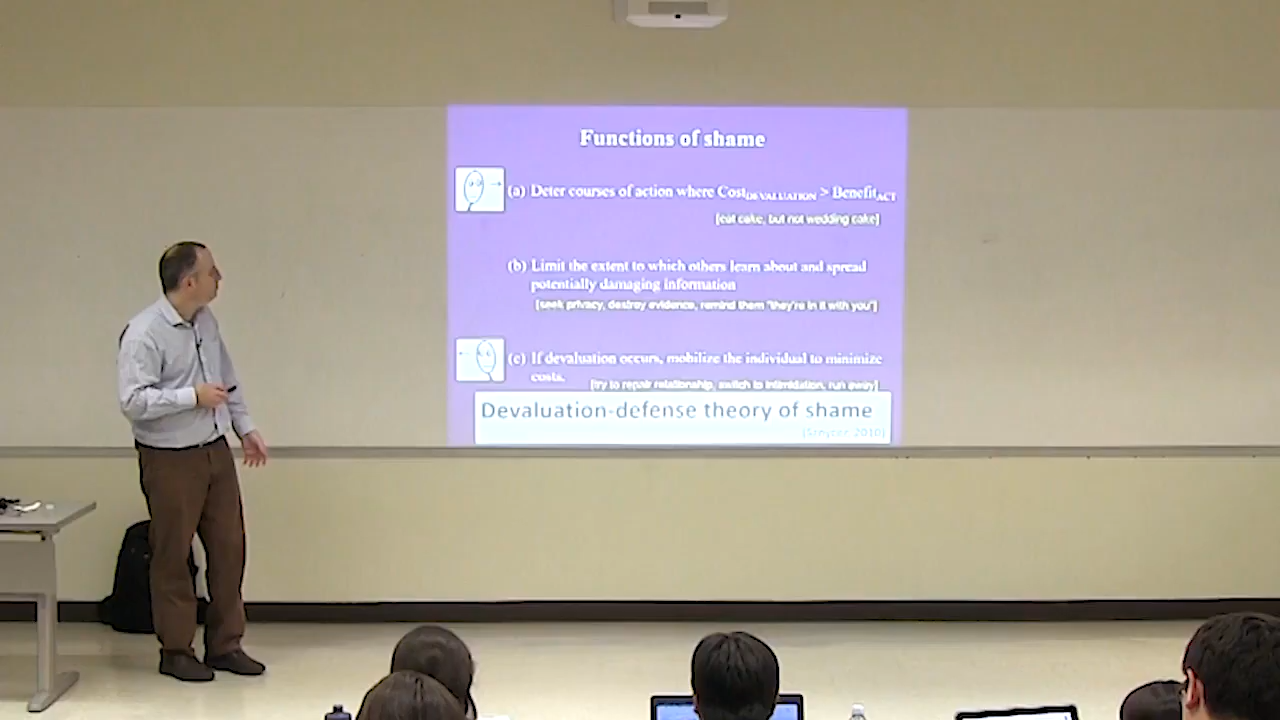 Functions of shame
(a) Deter courses of action where CostDEVALUATION > BenefitACT
[eat cake, but not wedding cake]
(b) Limit the extent to which others learn about and spread
potentially damaging information
[seek privacy, destroy evidence, remind them "they're in it with you"]
(c) If devaluation occurs, mobilize the individual to minimize
costs.
[try to repair relationship, switch to intimidation, run away]
Devaluation-defense theory of shame
2010]